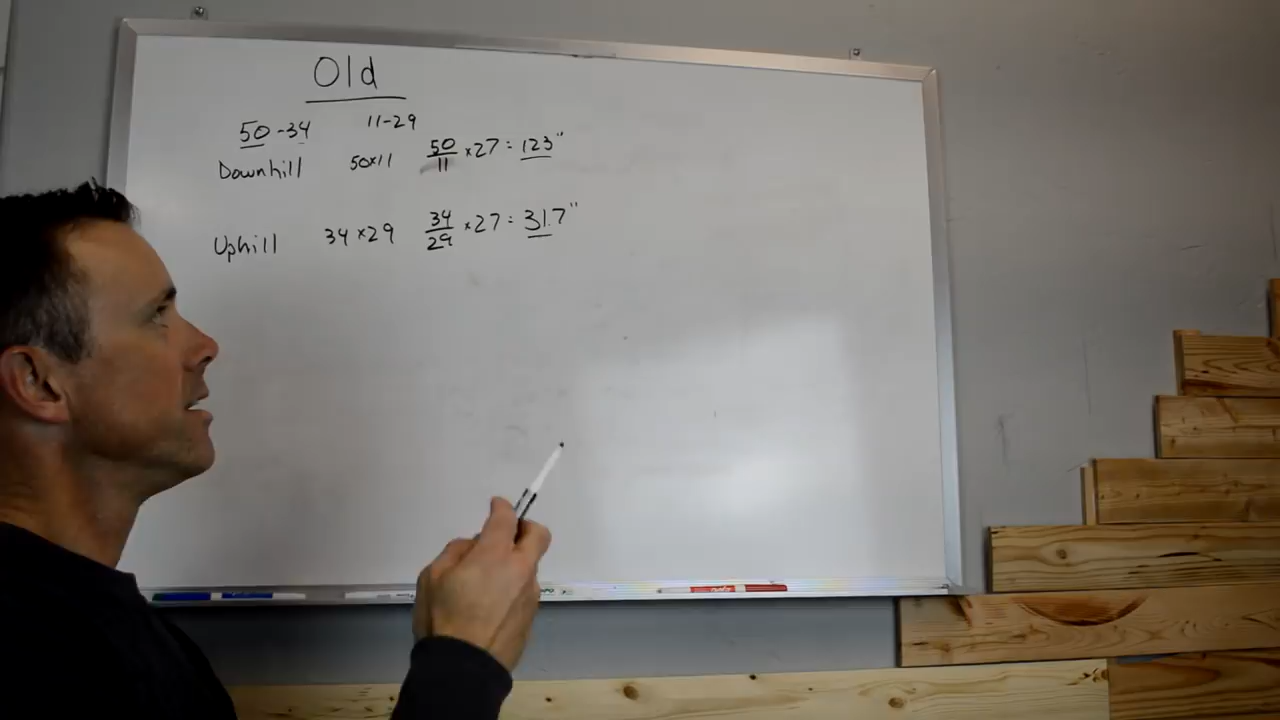 Old
50-34 11-29
Downhill 50x11 50/11 x27 = 123"
Uphill 34x29 34/29 x27 = 31.7"